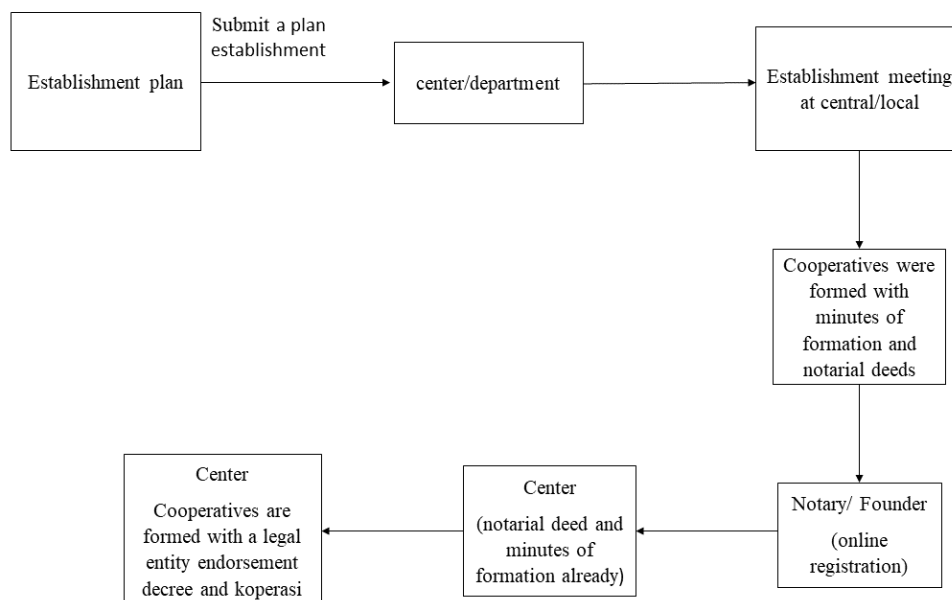 Submit a plan
establishment
Establishment plan
center/department
Establishment meeting
at central/local
Cooperatives were
formed with
minutes of
formation and
notarial deeds
Notary/ Founder
(online
registration)
Center
(notarial deed and
minutes of
formation already)
Center
Cooperatives are
formed with a legal
entity endorsement
decree and koperasi